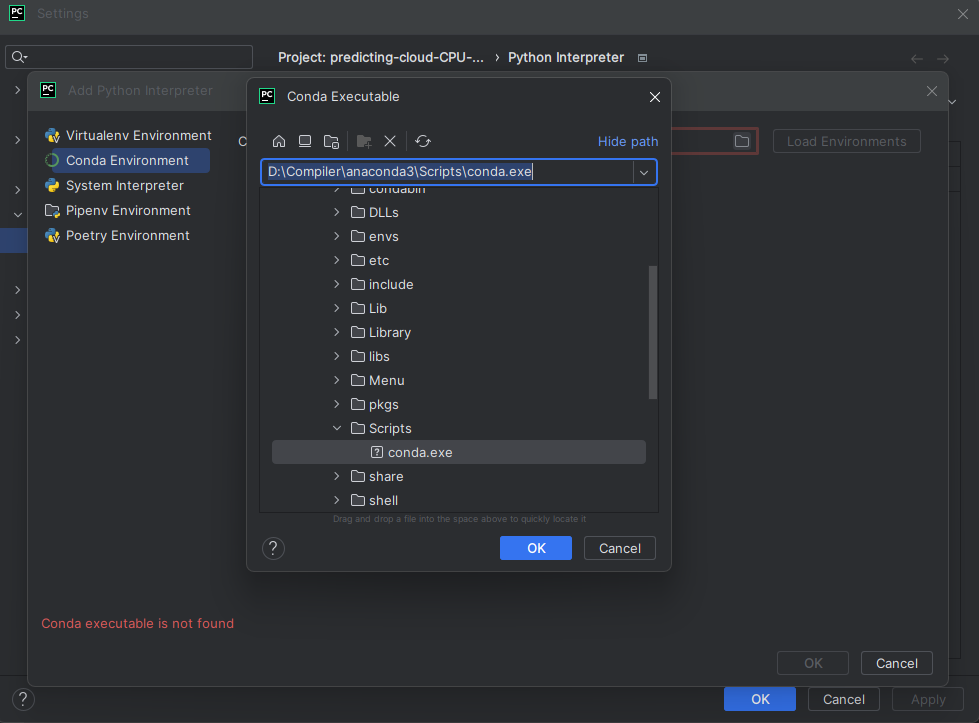 PC Settings
Project: predicting-cloud-CPU-... › Python Interpreter
PC Add Python Interpreter
Virtualenv Environment
Conda Environment
System Interpreter
Pipenv Environment
Poetry Environment
C
Load Environments
PC Conda Executable
Hide path
D:\Compiler\anaconda3\Scripts\conda.exe
condabin
DLLs
envs
etc
include
Lib
Library
libs
Menu
pkgs
Scripts
? conda.exe
share
shell
Drag and drop a file into the space above to quickly locate it
? OK Cancel
Conda executable is not found
OK Cancel
? OK Cancel Apply